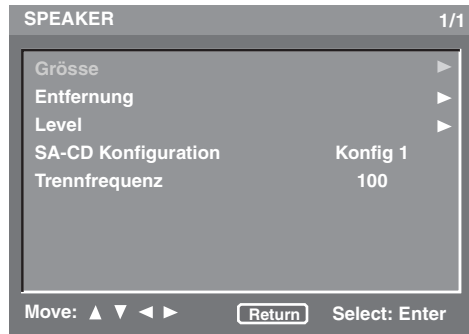 SPEAKER 1/1
Grösse ►
Entfernung ►
Level ►
SA-CD Konfiguration Konfig 1
Trennfrequenz 100
Move: ▲ ▼ ◄ ► Return Select: Enter